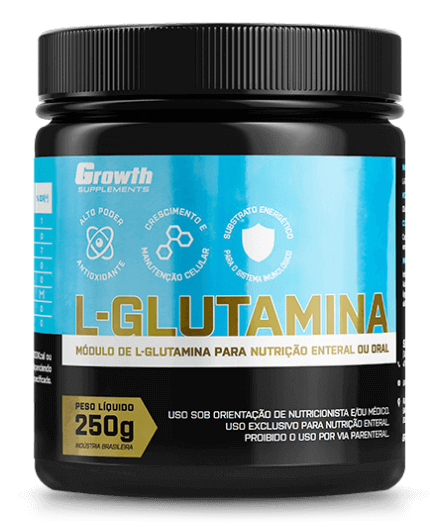 Growth
SUPPLEMENTS
ALTO PODER
ANTIOXIDANTE
CRESCIMENTO E
MANUTENÇÃO CELULAR
SUBSTRATO ENERGÉTICO
PARA O SISTEMA IMUNOLÓGICO
L-GLUTAMINA
MÓDULO DE L-GLUTAMINA PARA NUTRIÇÃO ENTERAL OU ORAL
PESO LÍQUIDO
250g
INDÚSTRIA BRASILEIRA
USO SOB ORIENTAÇÃO DE NUTRICIONISTA E/OU MÉDICO.
USO EXCLUSIVO PARA NUTRIÇÃO ENTERAL.
PROIBIDO O USO POR VIA PARENTERAL.